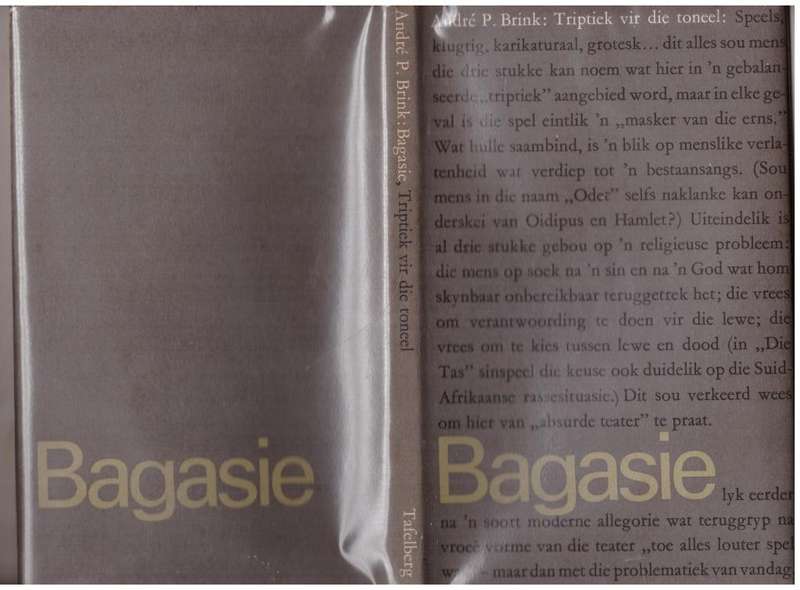 Bagasie
André P. Brink: Bagasie, Triptiek vir die toneel
Tafelberg
André P. Brink: Triptiek vir die toneel: Speels,
klugtig, karikaturaal, grotesk... dit alles sou mens
die drie stukke kan noem wat hier in 'n gebalan-
seerde „triptiek” aangebied word, maar in elke ge-
val is die spel eintlik 'n „masker van die erns.”
Wat hulle saambind, is 'n blik op menslike verla-
tenheid wat verdiep tot 'n bestaansangs. (Sou
mens in die naam „Oder” selfs naklanke kan on-
derskei van Oidipus en Hamlet?) Uiteindelik is
al drie stukke gebou op 'n religieuse probleem:
die mens op soek na 'n sin en na 'n God wat hom
skynbaar onbereikbaar teruggetrek het; die vrees
om verantwoording te doen vir die lewe; die
vrees om te kies tussen lewe en dood (in „Die
Tas” sinspeel die keuse ook duidelik op die Suid-
Afrikaanse rassesituasie.) Dit sou verkeerd wees
om hier van „absurde teater” te praat.
Bagasie
lyk eerder
na 'n soort moderne allegorie wat teruggryp na
vroeë vorme van die teater „toe alles louter spel
– maar dan met die problematiek van vandag